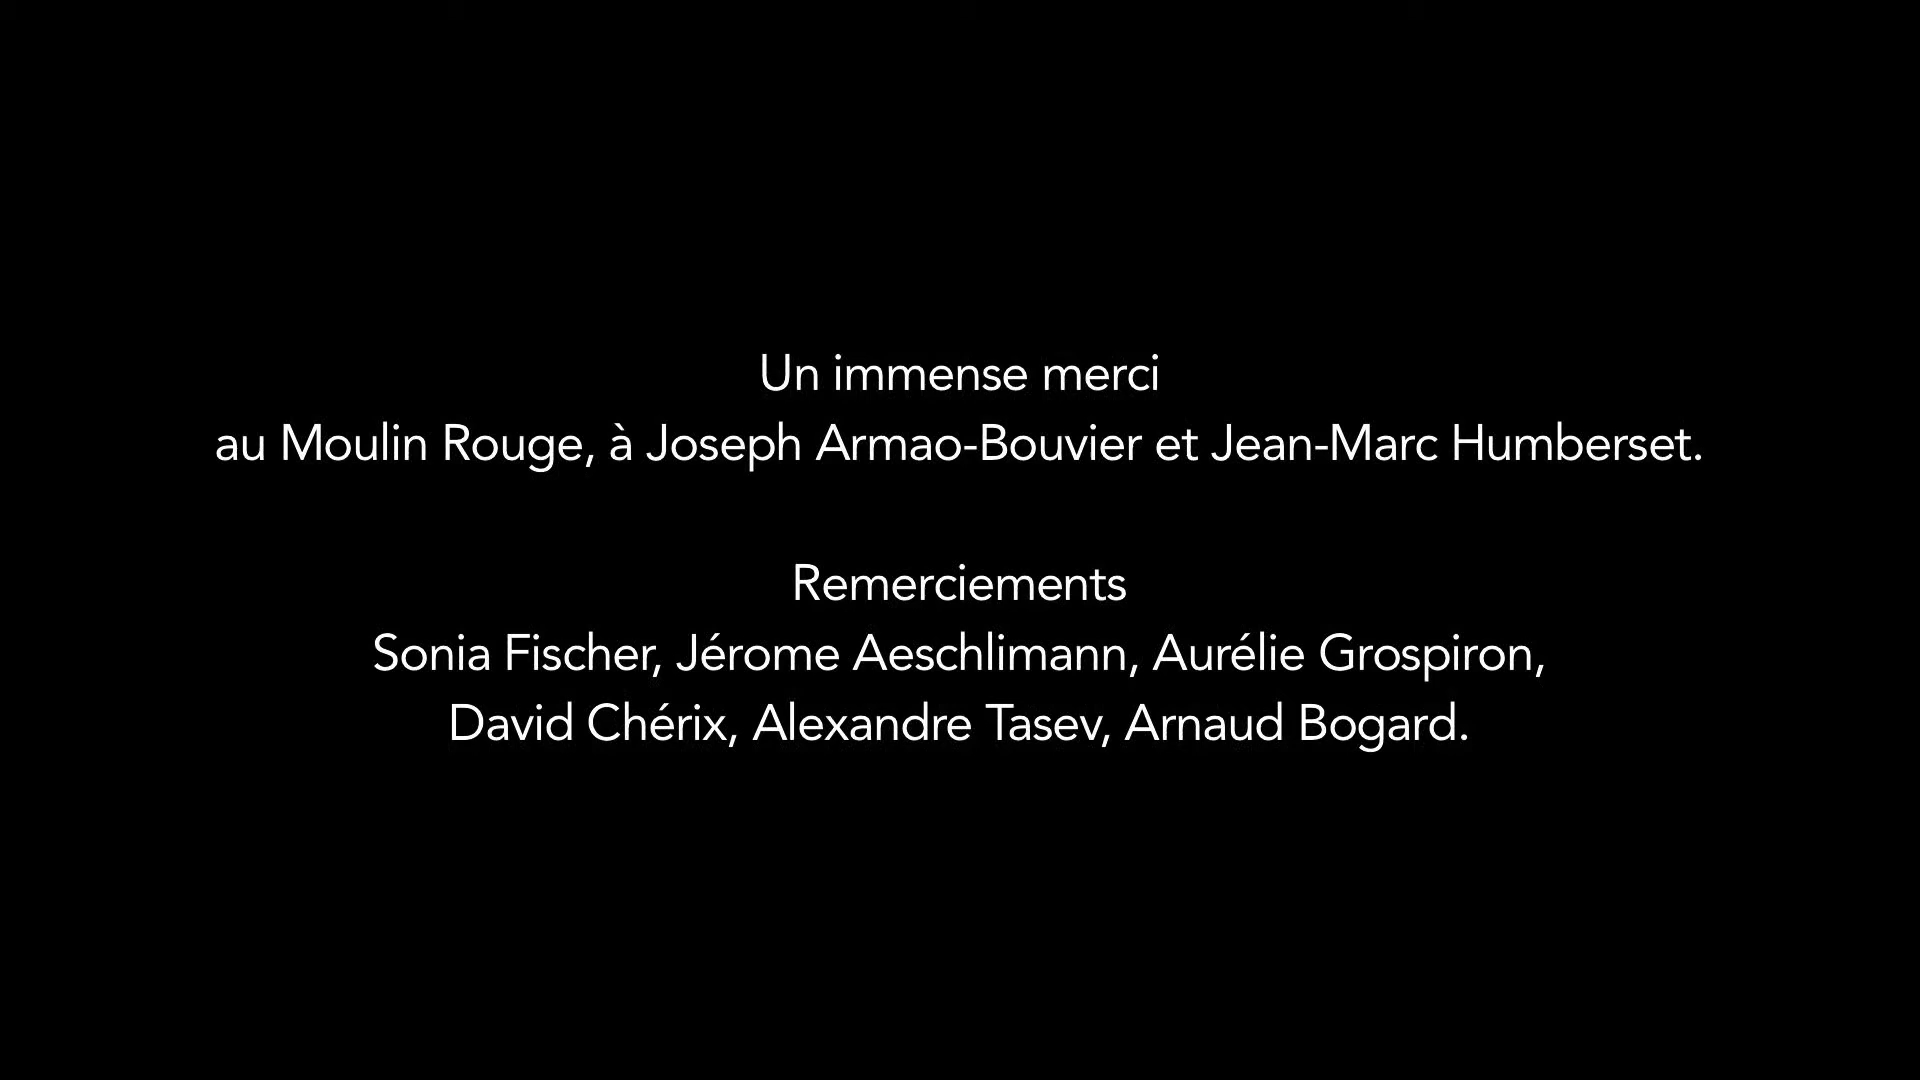 Un immense merci
au Moulin Rouge, à Joseph Armao-Bouvier et Jean-Marc Humberset.
Remerciements
Sonia Fischer, Jérome Aeschlimann, Aurélie Grospiron,
David Chérix, Alexandre Tasev, Arnaud Bogard.